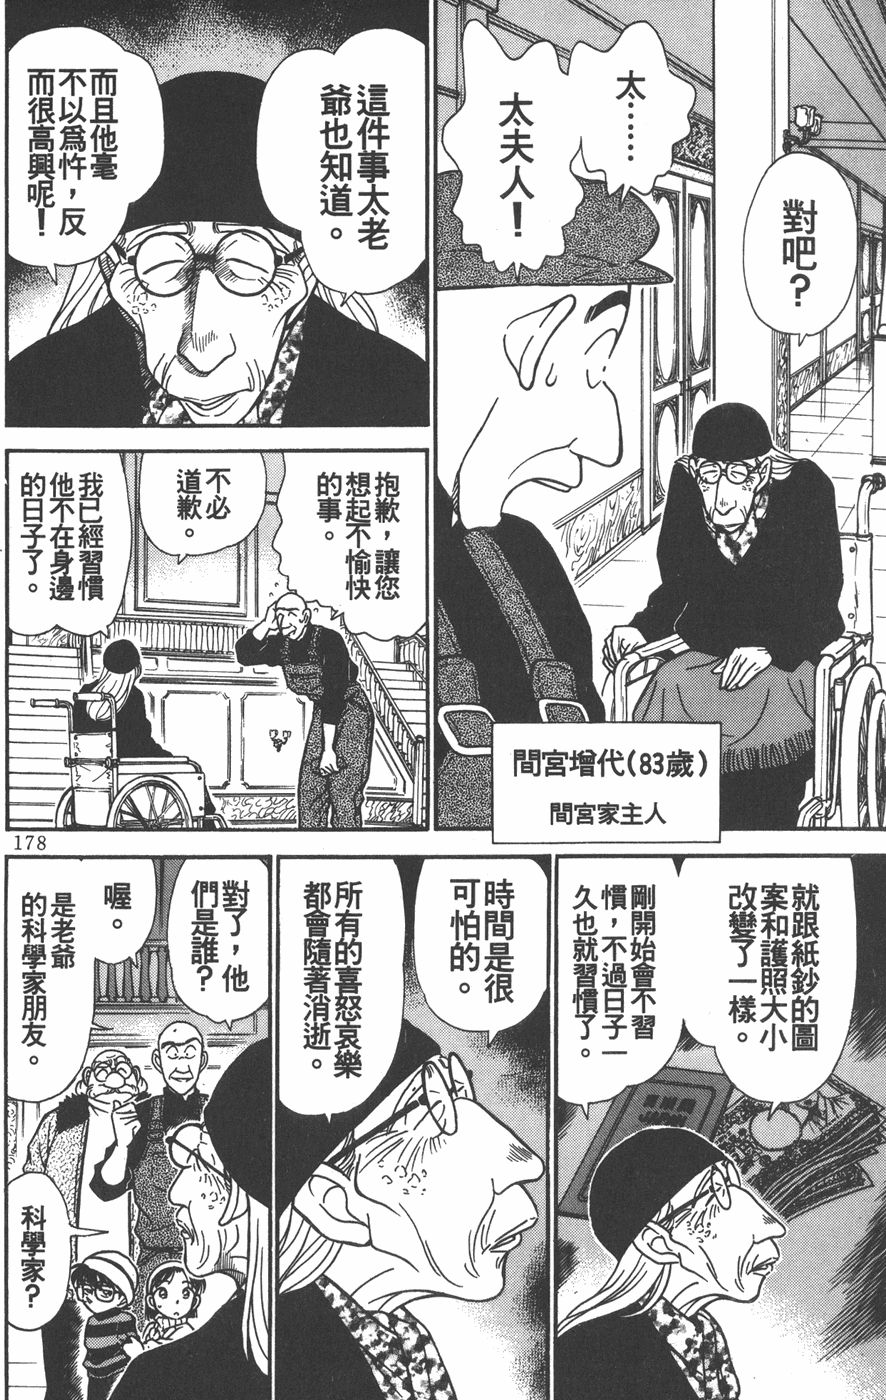 對吧？
太……
太夫人！
間宮增代(83歲)
間宮家主人
這件事太老
爺也知道。
而且他毫
不以為忤，反
而很高興呢！
抱歉，讓您
想起不愉快
的事。
不必
道歉。
我已經習慣
他不在身邊
的日子了。
178
就跟紙鈔的圖
案和護照大小
改變了一樣。
剛開始會不習
慣，不過日子一
久也就習慣了。
時間是很
可怕的。
所有的喜怒哀樂
都會隨著消逝。
對了，他
們是誰？
喔。
是老爺
的科學家朋友。
科學家？